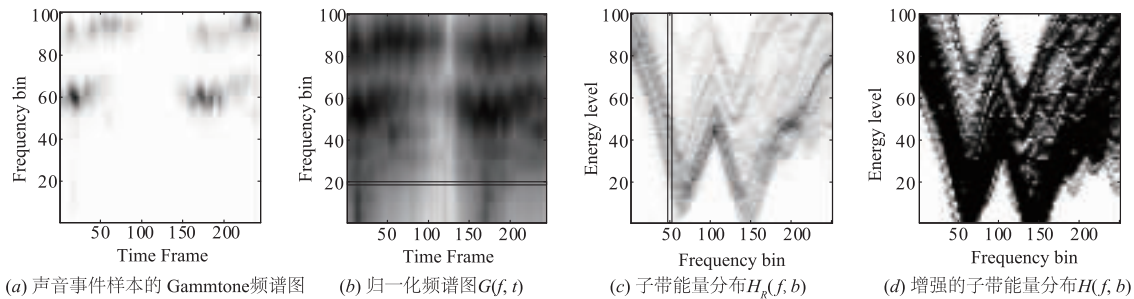 100
80
60
40
20
Frequency bin
50 100 150 200
Time Frame
(a) 声音事件样本的 Gammtone频谱图
100
80
60
40
20
Frequency bin
50 100 150 200
Time Frame
(b) 归一化频谱图G(f, t)
100
80
60
40
20
Energy level
50 100 150 200
Frequency bin
(c) 子带能量分布H_R(f, b)
100
80
60
40
20
Energy level
50 100 150 200
Frequency bin
(d) 增强的子带能量分布H(f, b)